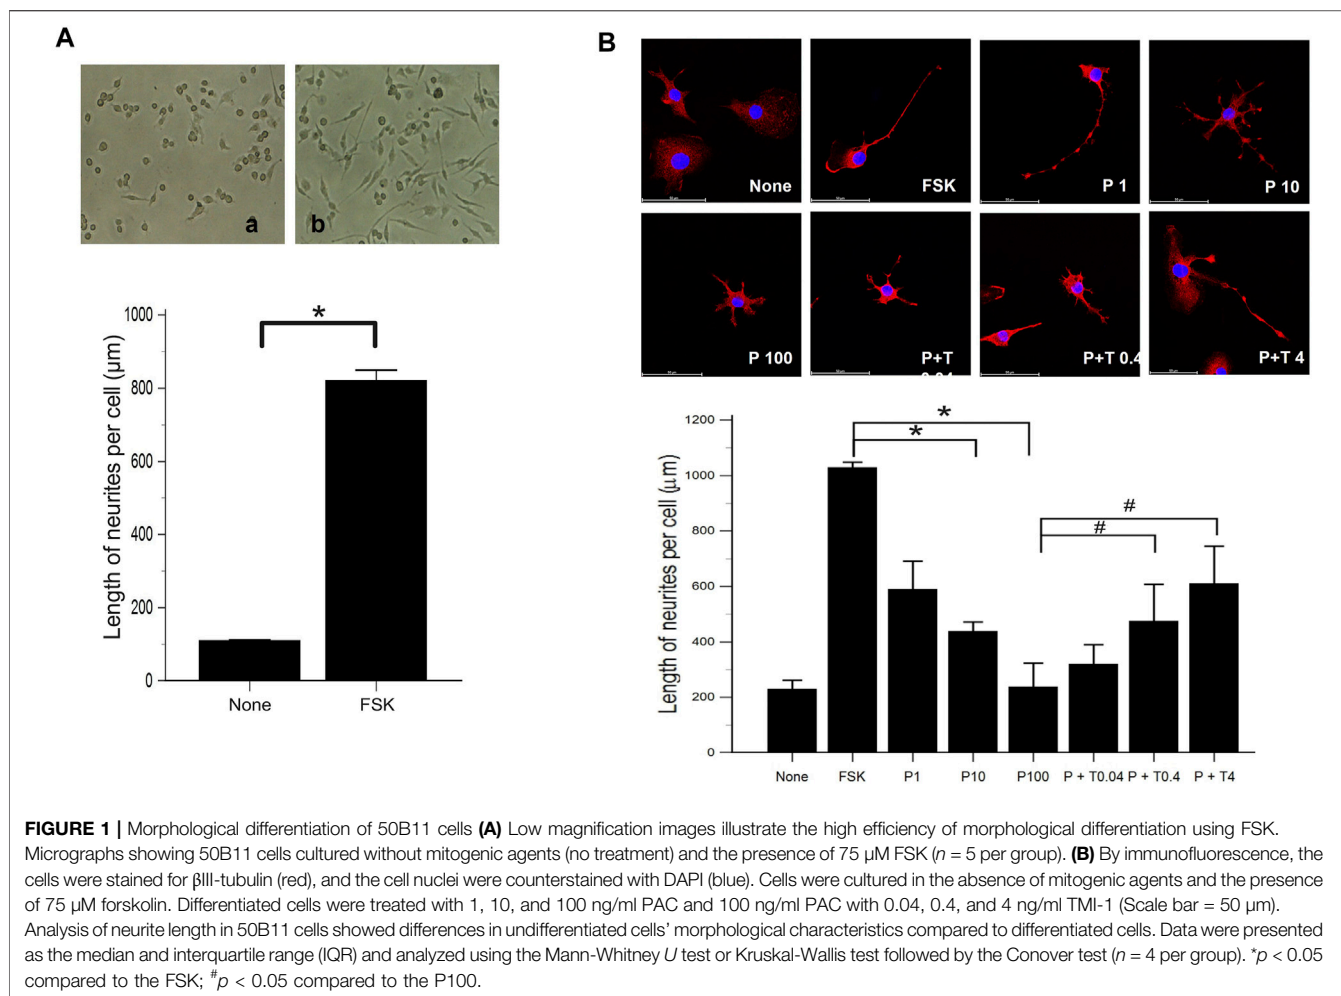 A
a
b
1000
800
600
400
200
0
Length of neurites per cell (µm)
*
None
FSK
B
None
FSK
P 1
P 10
P 100
P+T
P+T 0.4
P+T 4
1200
1000
800
600
400
200
0
Length of neurites per cell (µm)
*
*
#
#
None
FSK
P1
P10
P100
P + T0.04
P + T0.4
P + T4
FIGURE 1 | Morphological differentiation of 50B11 cells (A) Low magnification images illustrate the high efficiency of morphological differentiation using FSK.
Micrographs showing 50B11 cells cultured without mitogenic agents (no treatment) and the presence of 75 µM FSK (n = 5 per group). (B) By immunofluorescence, the
cells were stained for βIII-tubulin (red), and the cell nuclei were counterstained with DAPI (blue). Cells were cultured in the absence of mitogenic agents and the presence
of 75 µM forskolin. Differentiated cells were treated with 1, 10, and 100 ng/ml PAC and 100 ng/ml PAC with 0.04, 0.4, and 4 ng/ml TMI-1 (Scale bar = 50 µm).
Analysis of neurite length in 50B11 cells showed differences in undifferentiated cells' morphological characteristics compared to differentiated cells. Data were presented
as the median and interquartile range (IQR) and analyzed using the Mann-Whitney U test or Kruskal-Wallis test followed by the Conover test (n = 4 per group). *p < 0.05
compared to the FSK; #p < 0.05 compared to the P100.